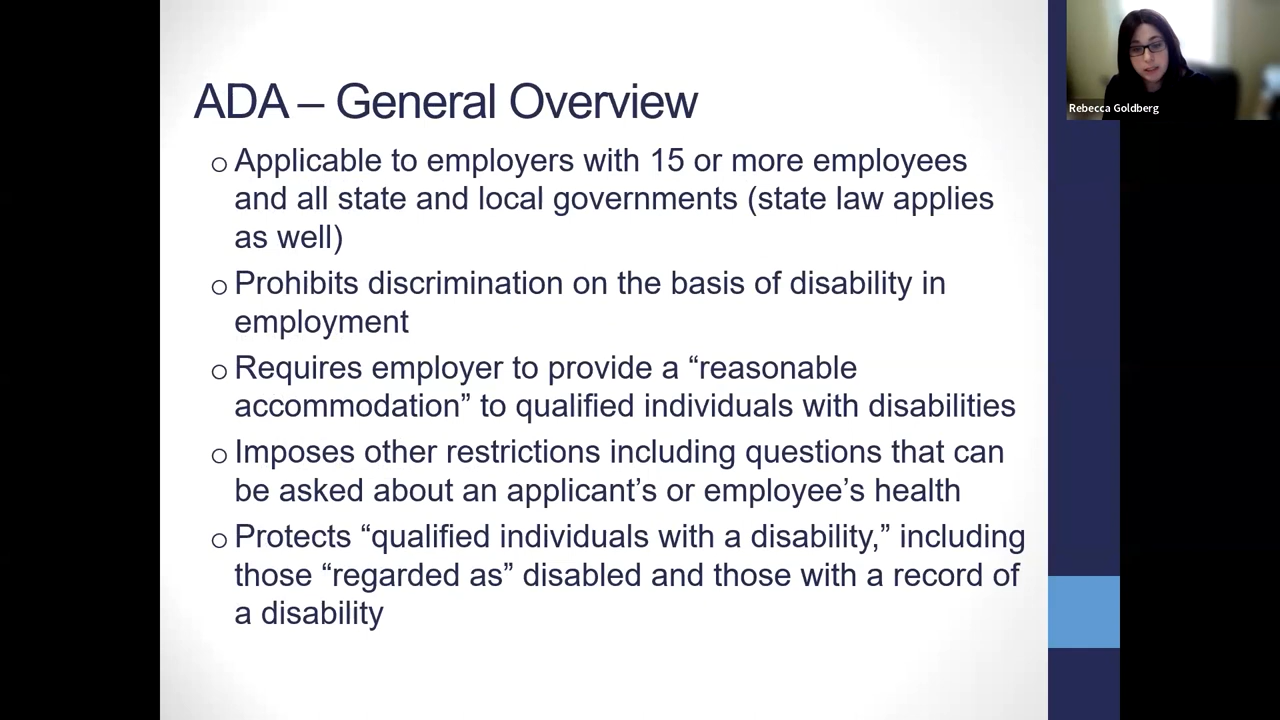 ADA – General Overview
o Applicable to employers with 15 or more employees
and all state and local governments (state law applies
as well)
o Prohibits discrimination on the basis of disability in
employment
o Requires employer to provide a “reasonable
accommodation” to qualified individuals with disabilities
o Imposes other restrictions including questions that can
be asked about an applicant’s or employee’s health
o Protects “qualified individuals with a disability,” including
those “regarded as” disabled and those with a record of
a disability
Rebecca Goldberg